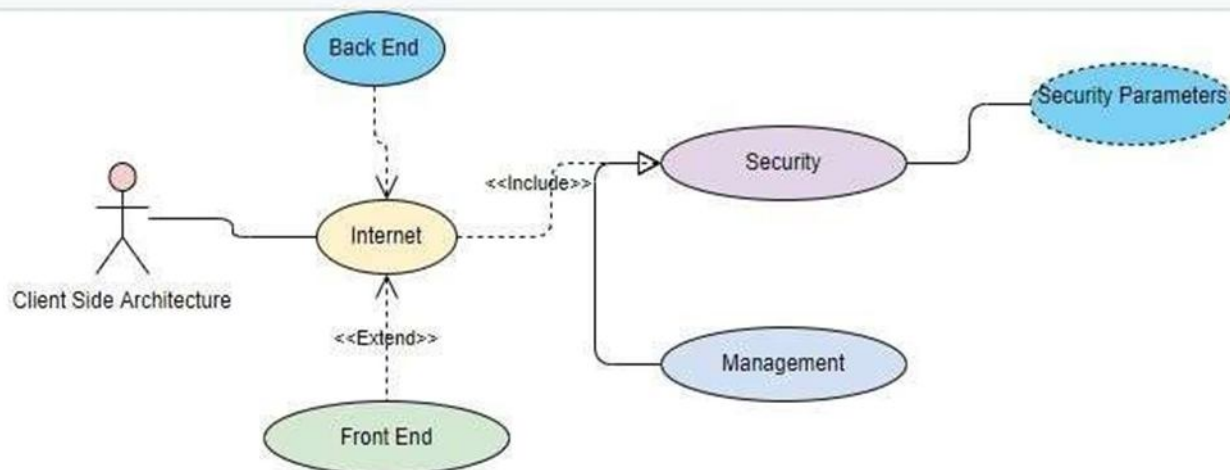 Back End
Security Parameters
Security
<<Include>>
Internet
Client Side Architecture
<<Extend>>
Management
Front End